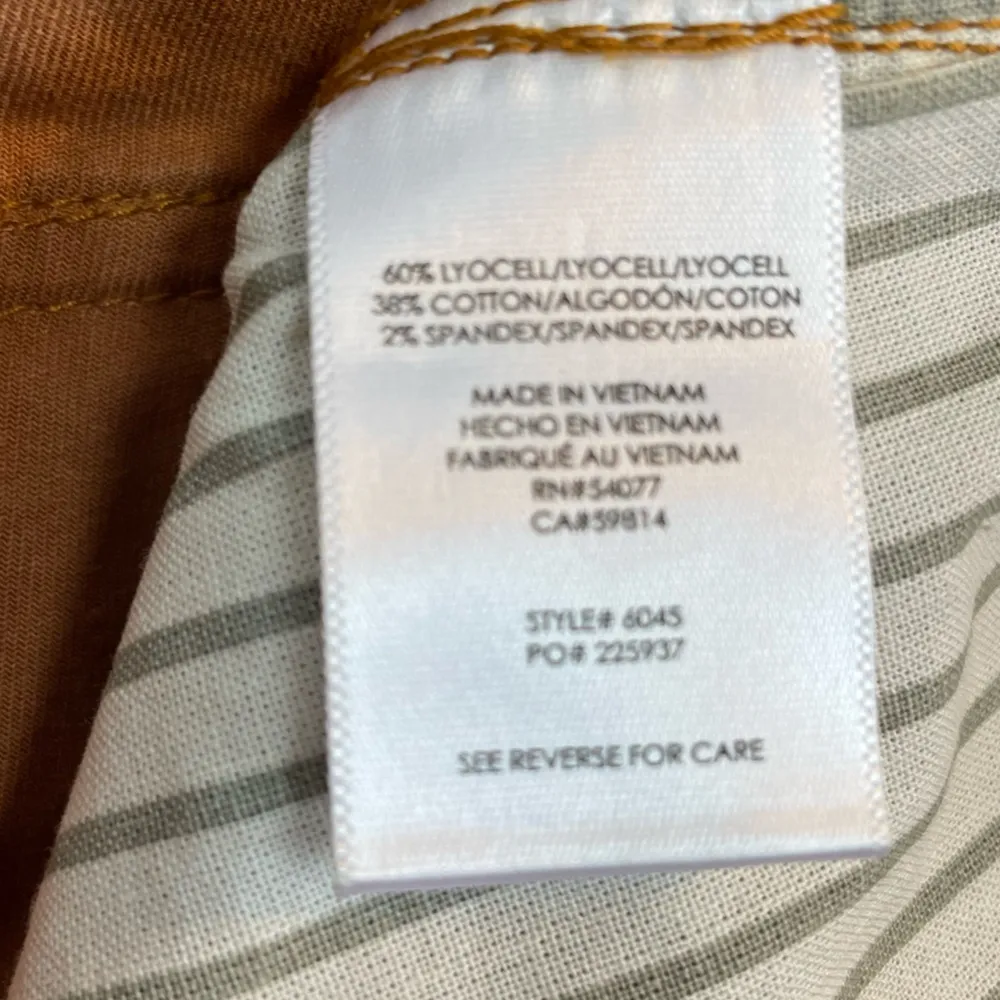 60% LYOCELL/LYOCELL/LYOCELL
38% COTTON/ALGODÓN/COTON
2% SPANDEX/SPANDEX/SPANDEX
MADE IN VIETNAM
HECHO EN VIETNAM
FABRIQUÉ AU VIETNAM
RN#54077
CA#59814
STYLE# 6045
PO# 225937
SEE REVERSE FOR CARE